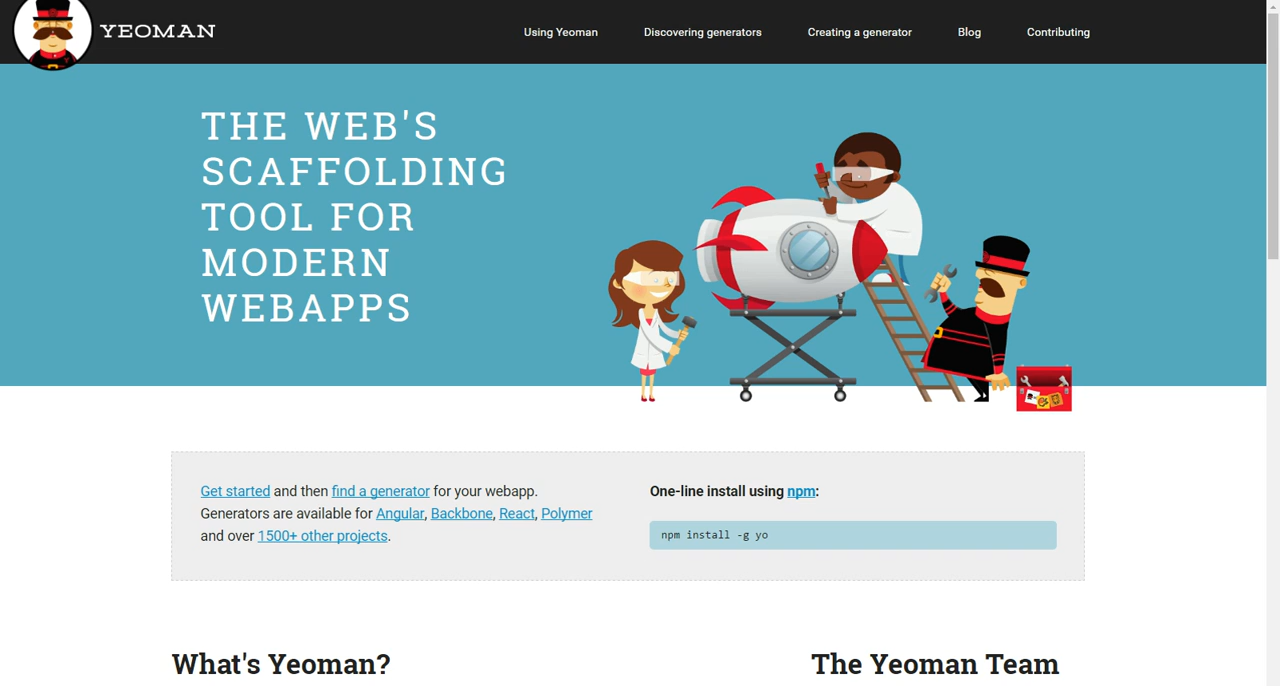 YEOMAN
Using Yeoman
Discovering generators
Creating a generator
Blog
Contributing
THE WEB'S
SCAFFOLDING
TOOL FOR
MODERN
WEBAPPS
Get started and then find a generator for your webapp.
Generators are available for Angular, Backbone, React, Polymer
and over 1500+ other projects.
One-line install using npm:
npm install -g yo
What's Yeoman?
The Yeoman Team